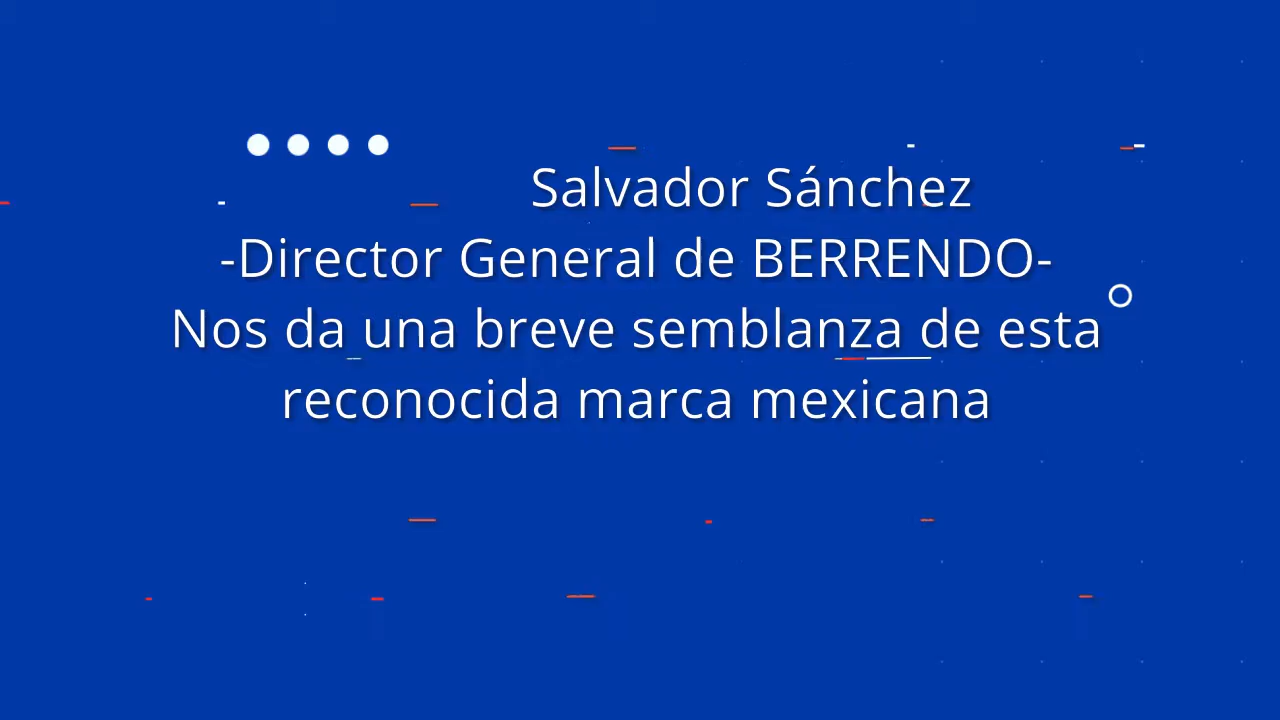 Salvador Sánchez
-Director General de BERRENDO-
Nos da una breve semblanza de esta
reconocida marca mexicana